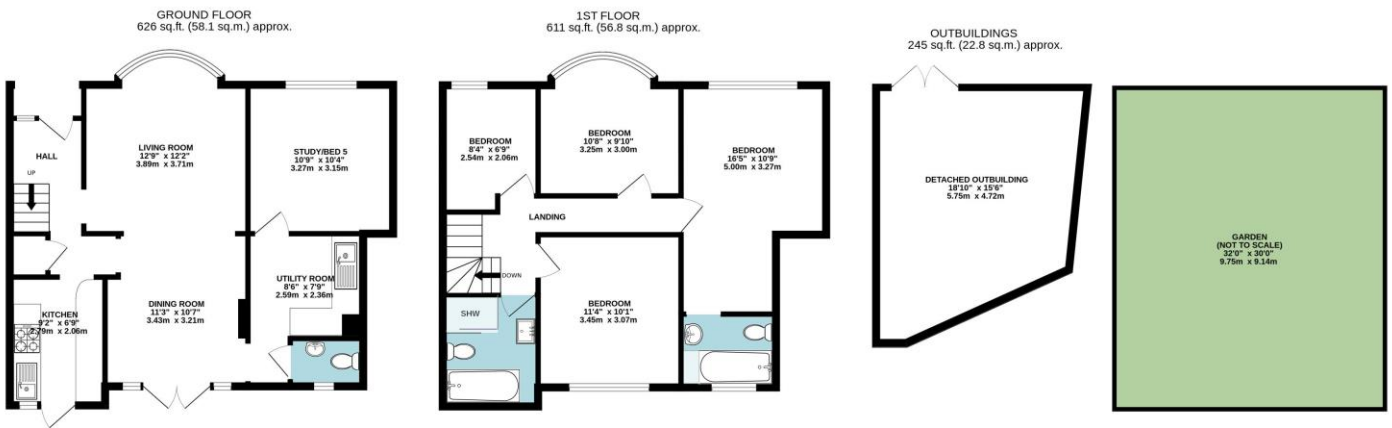 GROUND FLOOR
626 sq.ft. (58.1 sq.m.) approx.
LIVING ROOM
12'9" x 12'2"
3.89m x 3.71m
STUDY/BED 5
10'9" x 10'4"
3.27m x 3.15m
HALL
UP
UTILITY ROOM
8'6" x 7'9"
2.59m x 2.36m
KITCHEN
9'2" x 6'9"
2.79m x 2.06m
DINING ROOM
11'3" x 10'7"
3.43m x 3.21m
1ST FLOOR
611 sq.ft. (56.8 sq.m.) approx.
BEDROOM
8'4" x 6'9"
2.54m x 2.06m
BEDROOM
10'8" x 9'10"
3.25m x 3.00m
BEDROOM
16'5" x 10'9"
5.00m x 3.27m
LANDING
DOWN
SHW
BEDROOM
11'4" x 10'1"
3.45m x 3.07m
OUTBUILDINGS
245 sq.ft. (22.8 sq.m.) approx.
DETACHED OUTBUILDING
18'10" x 15'6"
5.75m x 4.72m
GARDEN
(NOT TO SCALE)
32'0" x 30'0"
9.75m x 9.14m